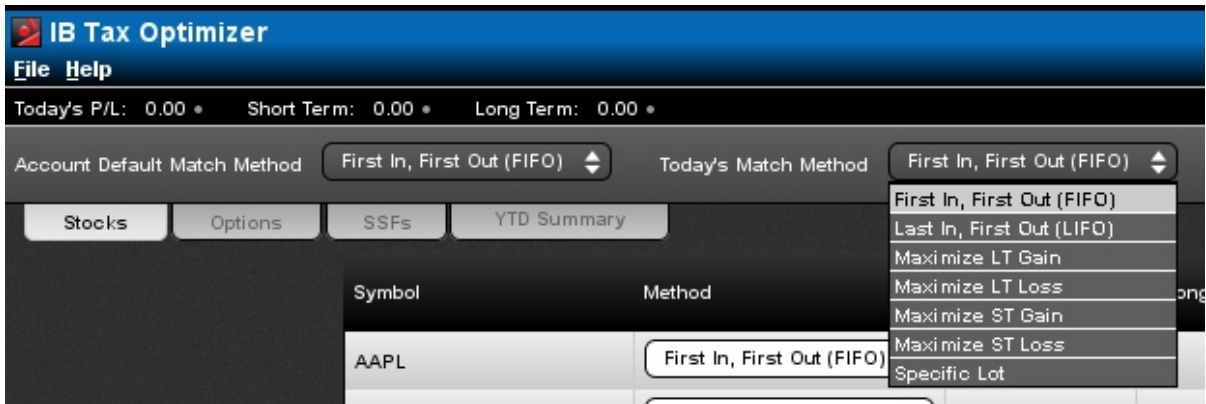 IB Tax Optimizer
File Help
Today's P/L: 0.00 Short Term: 0.00 Long Term: 0.00
Account Default Match Method First In, First Out (FIFO) Today's Match Method First In, First Out (FIFO)
First In, First Out (FIFO)
Last In, First Out (LIFO)
Maximize LT Gain
Maximize LT Loss
Maximize ST Gain
Maximize ST Loss
Specific Lot
Stocks Options SSFs YTD Summary
Symbol Method
AAPL First In, First Out (FIFO)